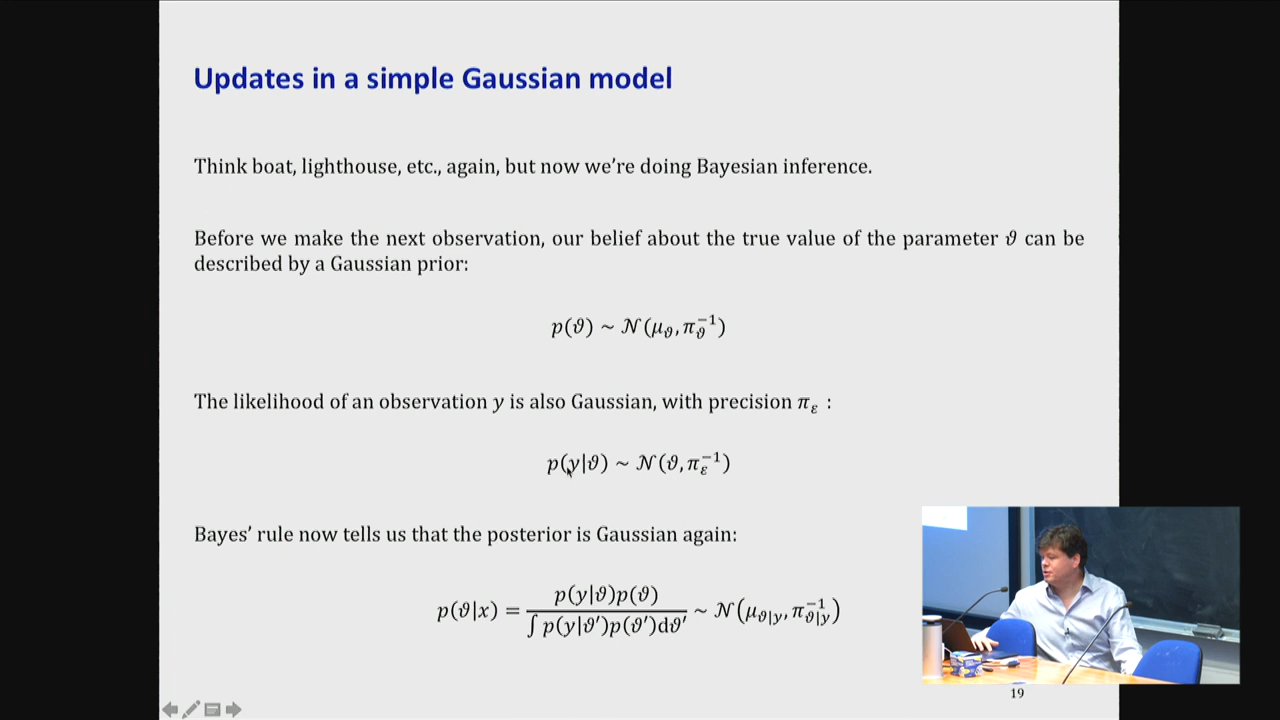 Updates in a simple Gaussian model
Think boat, lighthouse, etc., again, but now we're doing Bayesian inference.
Before we make the next observation, our belief about the true value of the parameter ϑ can be
described by a Gaussian prior:
p(ϑ) ~ 𝒩(μ_ϑ, π_ϑ^{-1})
The likelihood of an observation y is also Gaussian, with precision π_ε :
p(y|ϑ) ~ 𝒩(ϑ, π_ε^{-1})
Bayes' rule now tells us that the posterior is Gaussian again:
p(ϑ|x) = p(y|ϑ)p(ϑ) / ∫ p(y|ϑ′)p(ϑ′)dϑ′ ~ 𝒩(μ_{ϑ|y}, π_{ϑ|y}^{-1})
19